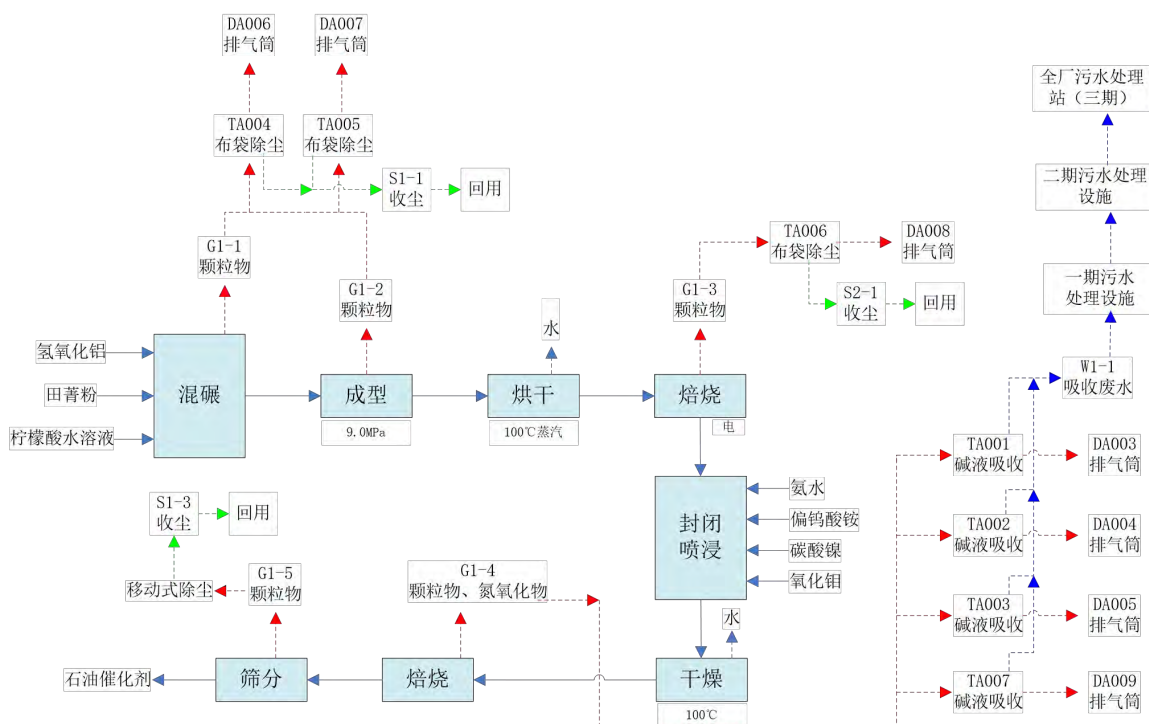 DA006
排气筒
DA007
排气筒
TA004
布袋除尘
TA005
布袋除尘
S1-1
收尘
回用
G1-1
颗粒物
G1-2
颗粒物
水
G1-3
颗粒物
TA006
布袋除尘
DA008
排气筒
S2-1
收尘
回用
全厂污水处理
站（三期）
二期污水处理
设施
一期污水
处理设施
W1-1
吸收废水
氢氧化铝
田菁粉
柠檬酸水溶液
混碾
成型
9.0MPa
烘干
100℃蒸汽
焙烧
电
封闭
喷浸
氨水
偏钨酸铵
碳酸镍
氧化钼
水
干燥
100℃
G1-4
颗粒物、氮氧化物
焙烧
G1-5
颗粒物
移动式除尘
S1-3
收尘
回用
筛分
石油催化剂
TA001
碱液吸收
DA003
排气筒
TA002
碱液吸收
DA004
排气筒
TA003
碱液吸收
DA005
排气筒
TA007
碱液吸收
DA009
排气筒